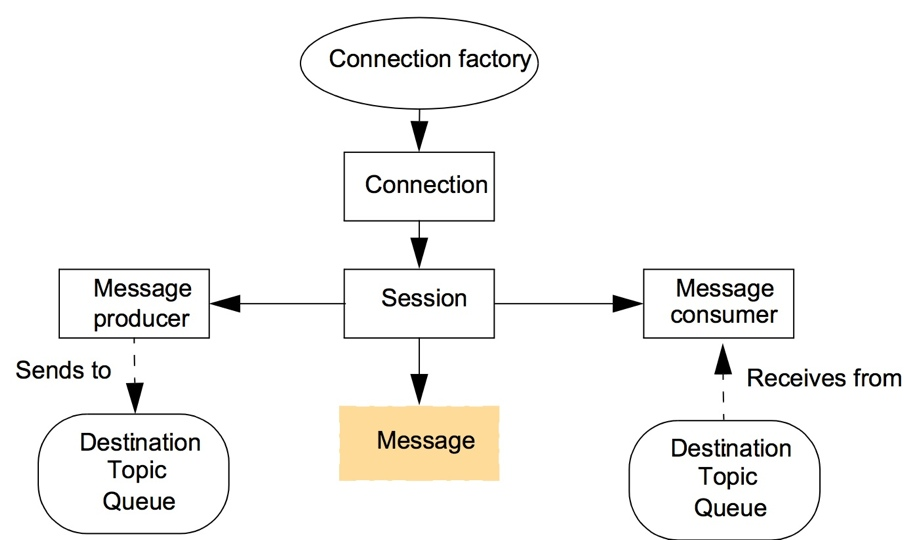 Connection factory
Connection
Message
producer
Session
Message
consumer
Sends to
Receives from
Destination
Topic
Queue
Message
Destination
Topic
Queue